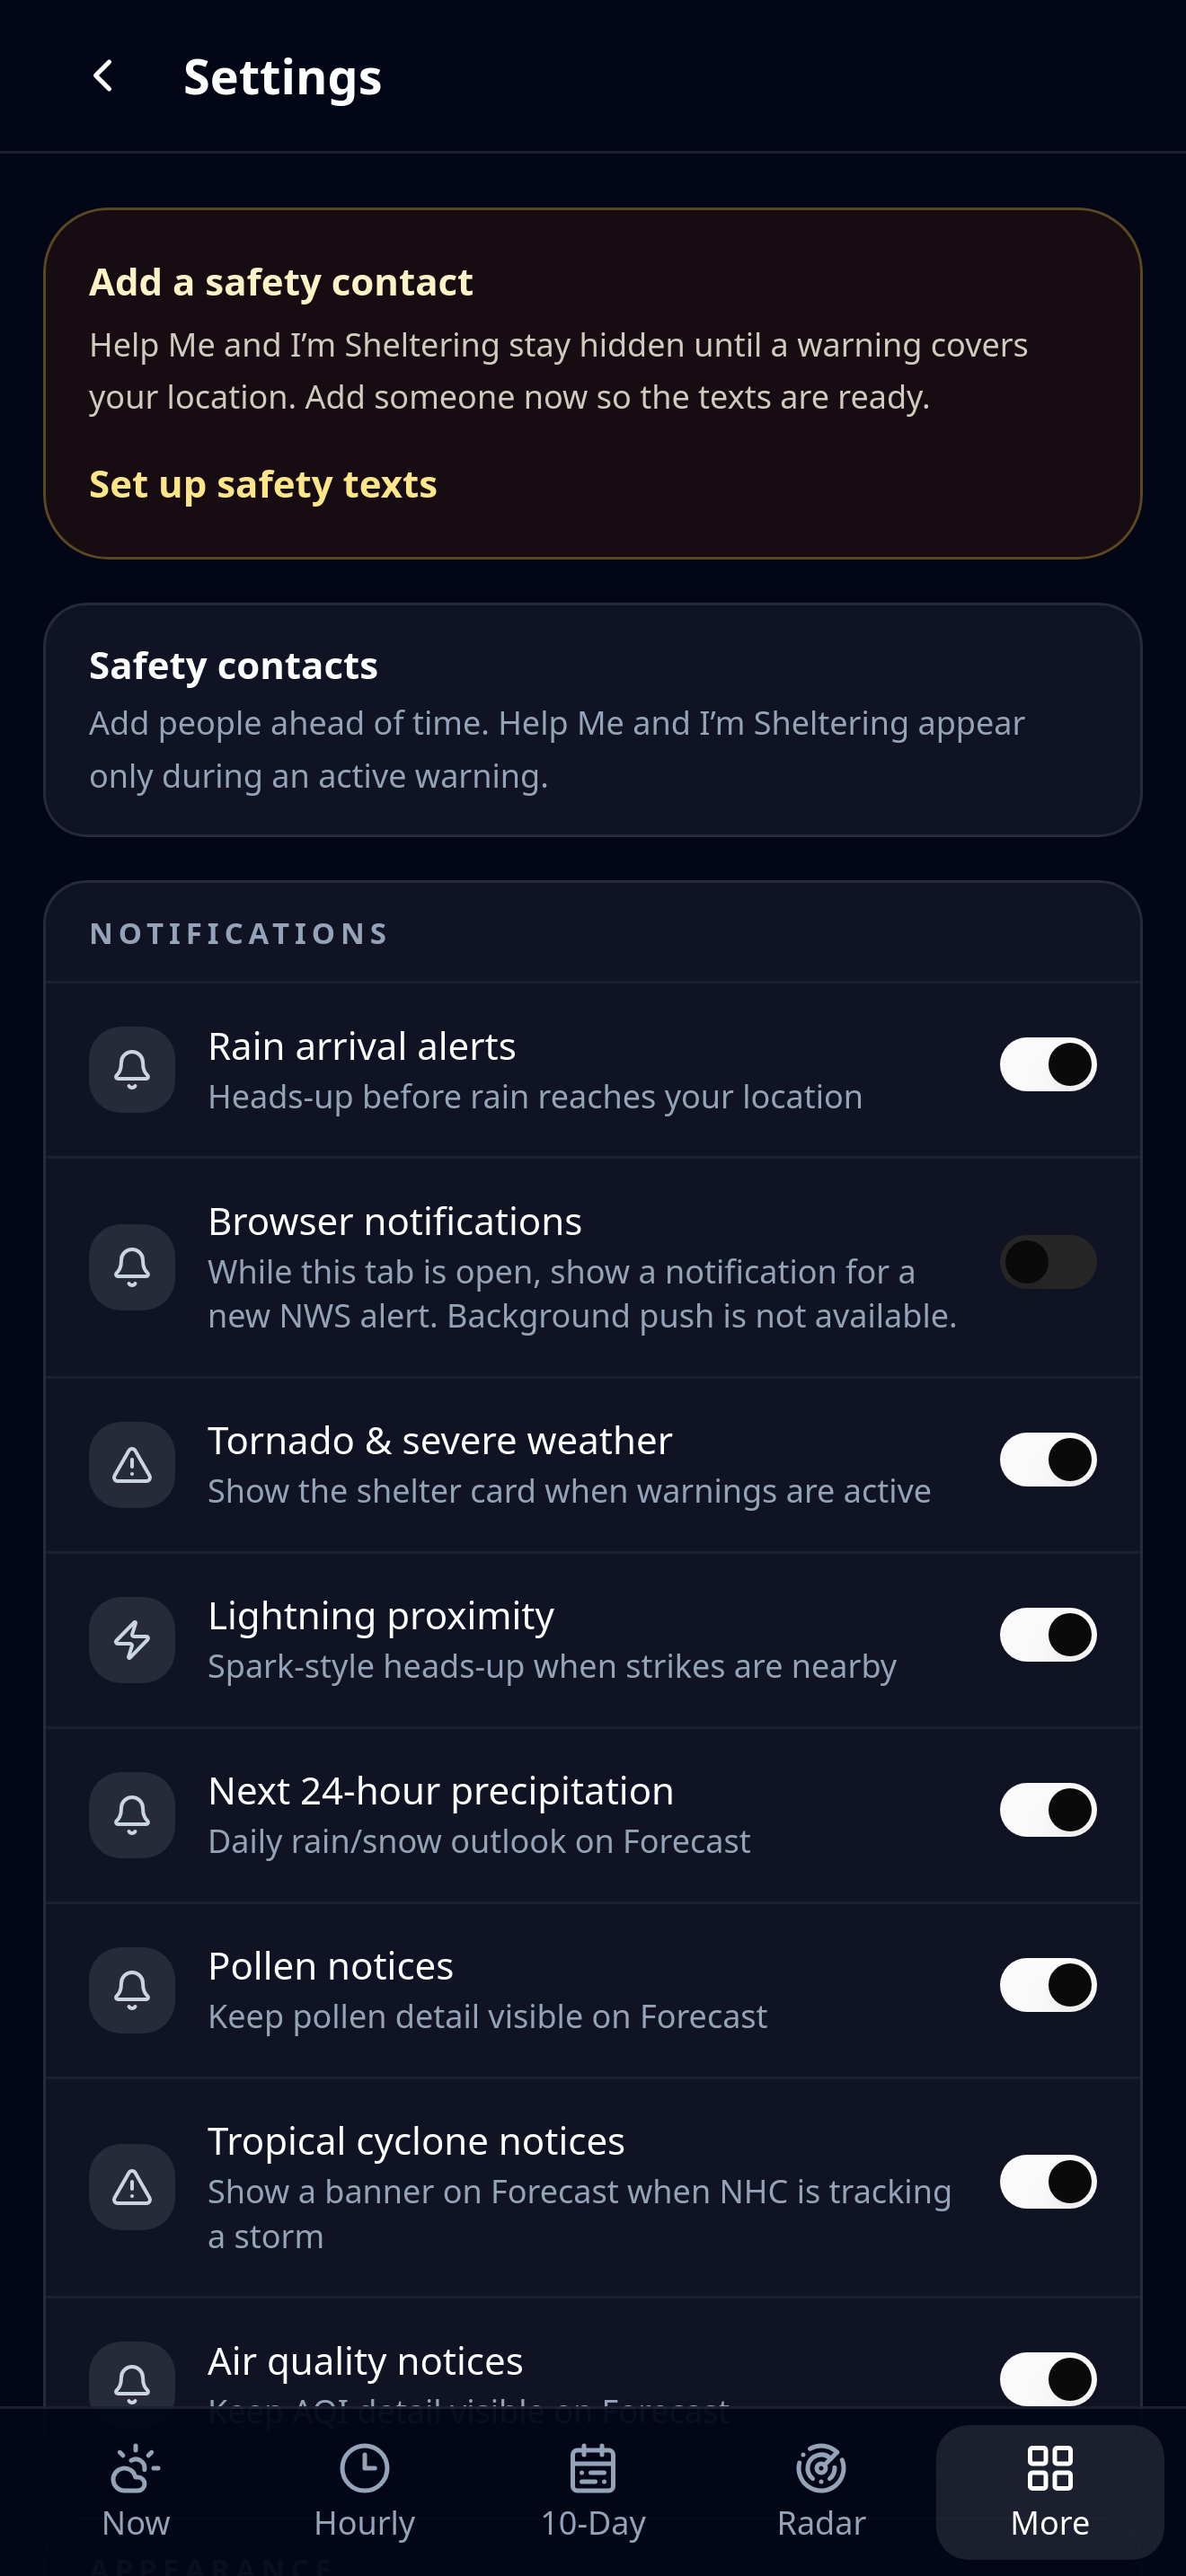 Settings
Add a safety contact
Help Me and I’m Sheltering stay hidden until a warning covers
your location. Add someone now so the texts are ready.
Set up safety texts
Safety contacts
Add people ahead of time. Help Me and I’m Sheltering appear
only during an active warning.
NOTIFICATIONS
Rain arrival alerts
Heads-up before rain reaches your location
Browser notifications
While this tab is open, show a notification for a
new NWS alert. Background push is not available.
Tornado & severe weather
Show the shelter card when warnings are active
Lightning proximity
Spark-style heads-up when strikes are nearby
Next 24-hour precipitation
Daily rain/snow outlook on Forecast
Pollen notices
Keep pollen detail visible on Forecast
Tropical cyclone notices
Show a banner on Forecast when NHC is tracking
a storm
Air quality notices
Keep AQI detail visible on Forecast
Now
Hourly
10-Day
Radar
More
APPEARANCE